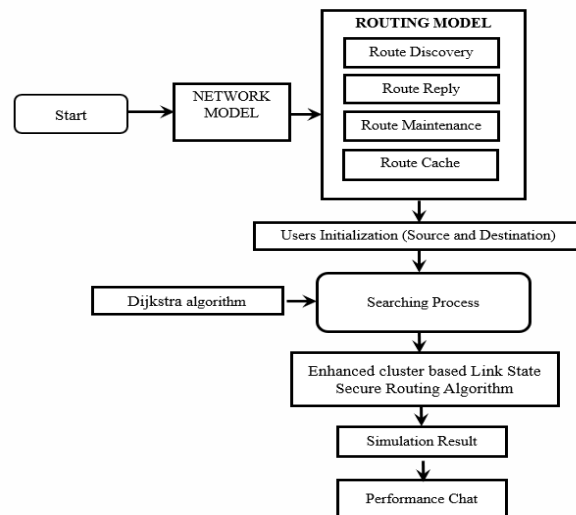 ROUTING MODEL
Route Discovery
Route Reply
Route Maintenance
Route Cache
NETWORK
MODEL
Start
Users Initialization (Source and Destination)
Dijkstra algorithm
Searching Process
Enhanced cluster based Link State
Secure Routing Algorithm
Simulation Result
Performance Chat